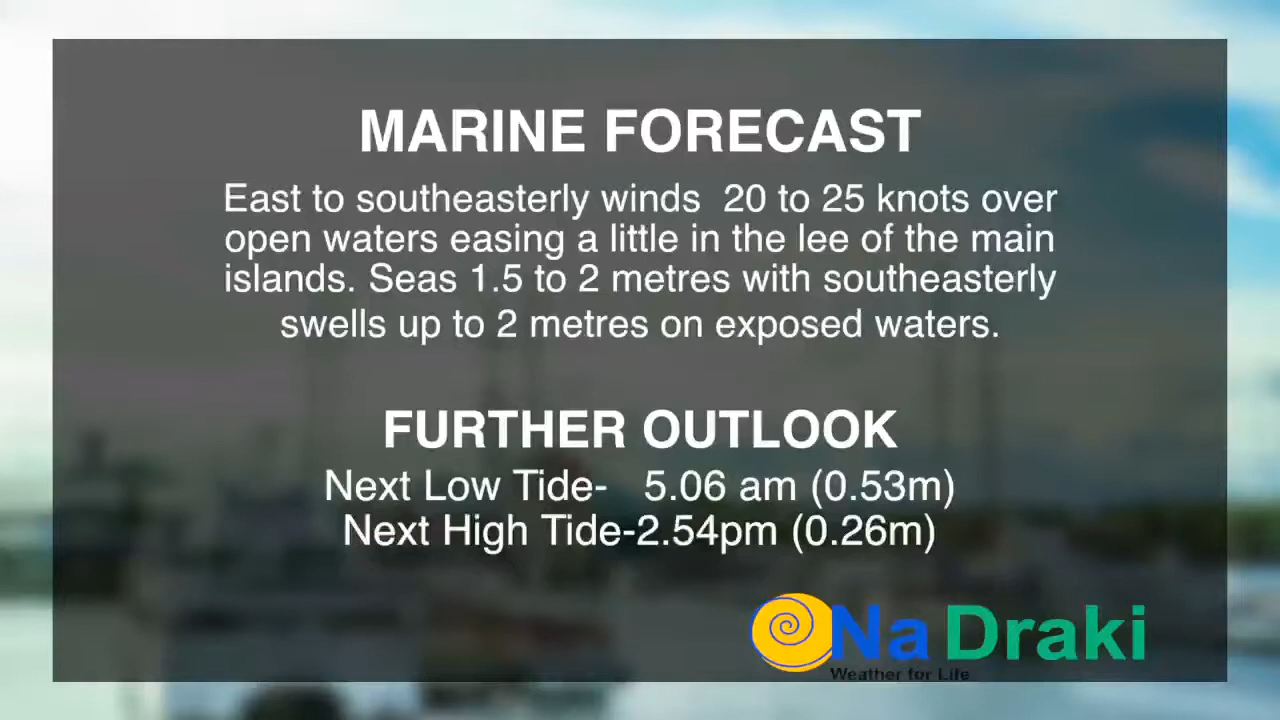 MARINE FORECAST
East to southeasterly winds  20 to 25 knots over
open waters easing a little in the lee of the main
islands. Seas 1.5 to 2 metres with southeasterly
swells up to 2 metres on exposed waters.
FURTHER OUTLOOK
Next Low Tide-   5.06 am (0.53m)
Next High Tide-2.54pm (0.26m)
Na Draki
Weather for Life